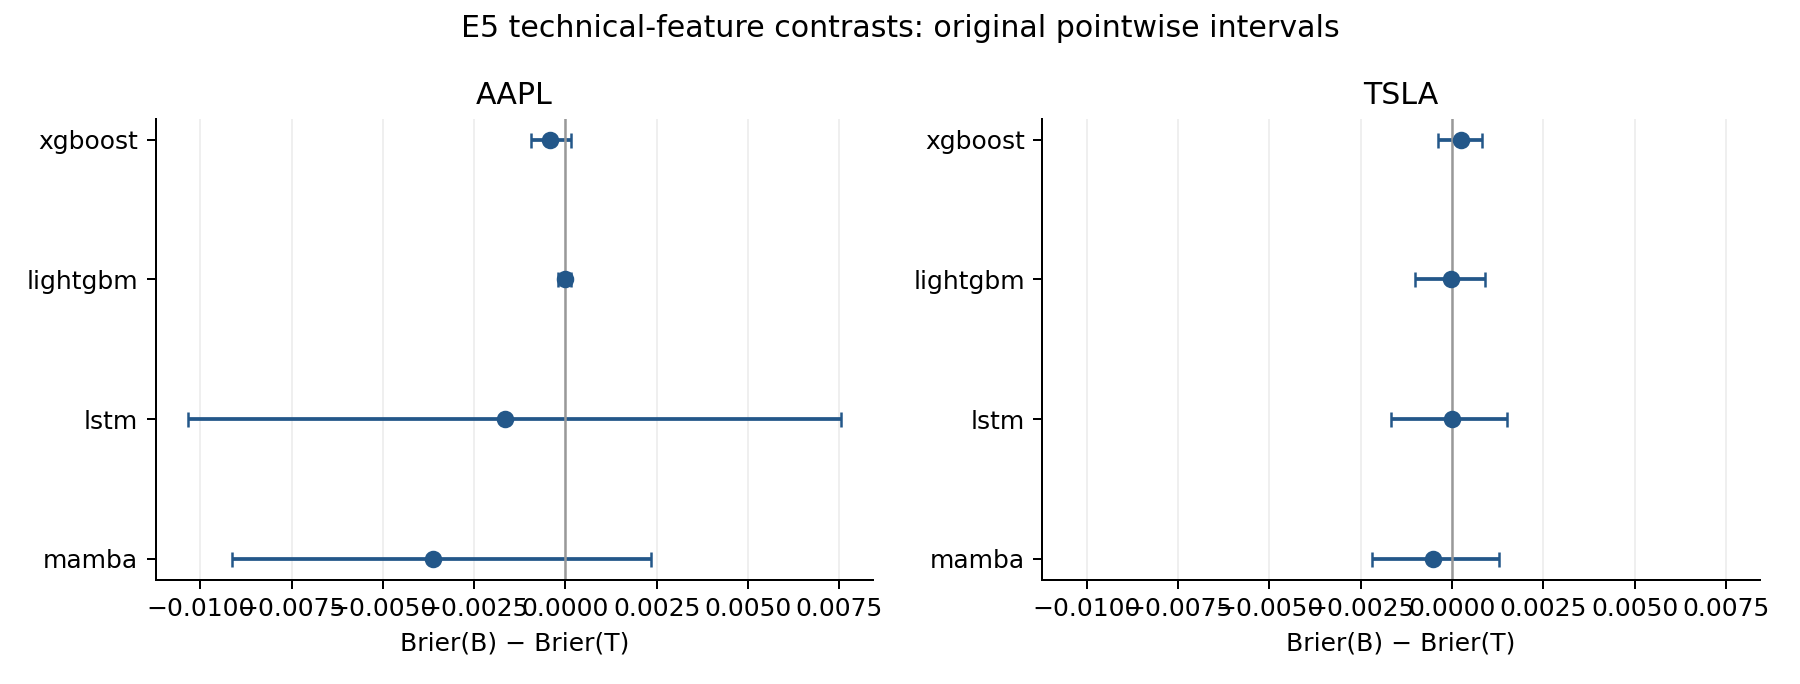 E5 technical-feature contrasts: original pointwise intervals
AAPL
xgboost
lightgbm
lstm
mamba
−0.0100 −0.0075 −0.0050 −0.0025 0.0000 0.0025 0.0050 0.0075
Brier(B) − Brier(T)
TSLA
xgboost
lightgbm
lstm
mamba
−0.0100 −0.0075 −0.0050 −0.0025 0.0000 0.0025 0.0050 0.0075
Brier(B) − Brier(T)